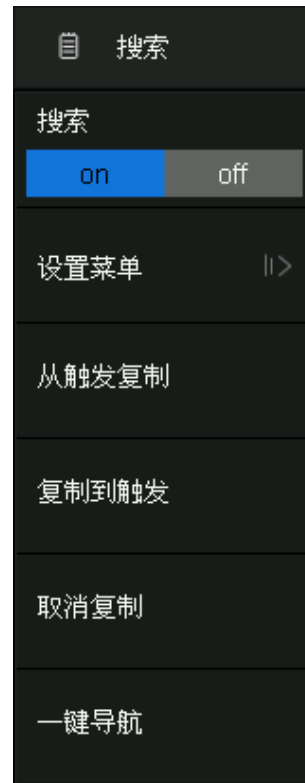 搜索
搜索
on off
设置菜单
从触发复制
复制到触发
取消复制
一键导航